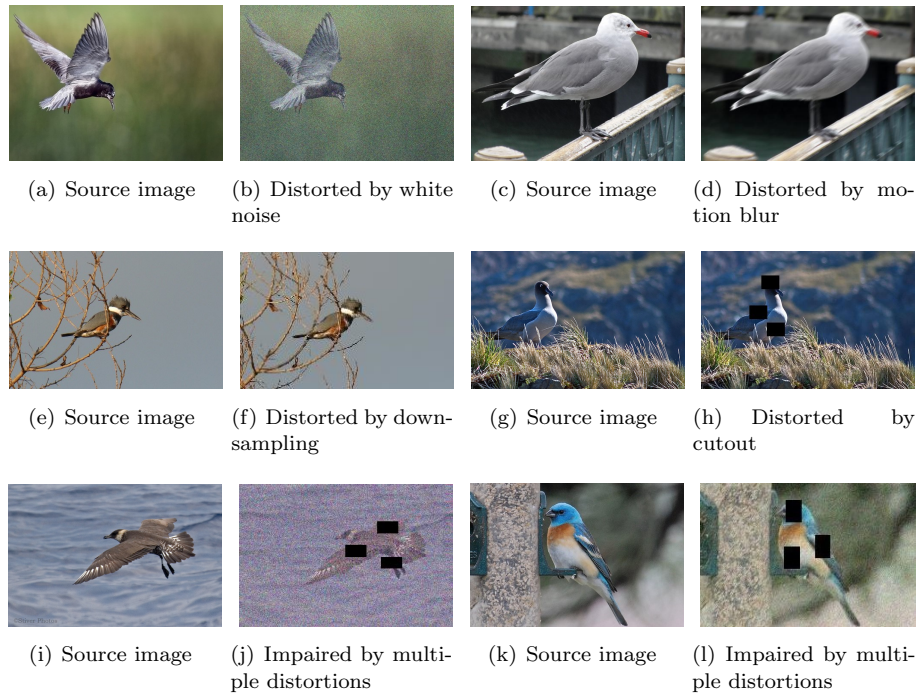 (a) Source image
(b) Distorted by white
noise
(c) Source image
(d) Distorted by mo-
tion blur
(e) Source image
(f) Distorted by down-
sampling
(g) Source image
(h) Distorted by
cutout
(i) Source image
(j) Impaired by multi-
ple distortions
(k) Source image
(l) Impaired by multi-
ple distortions